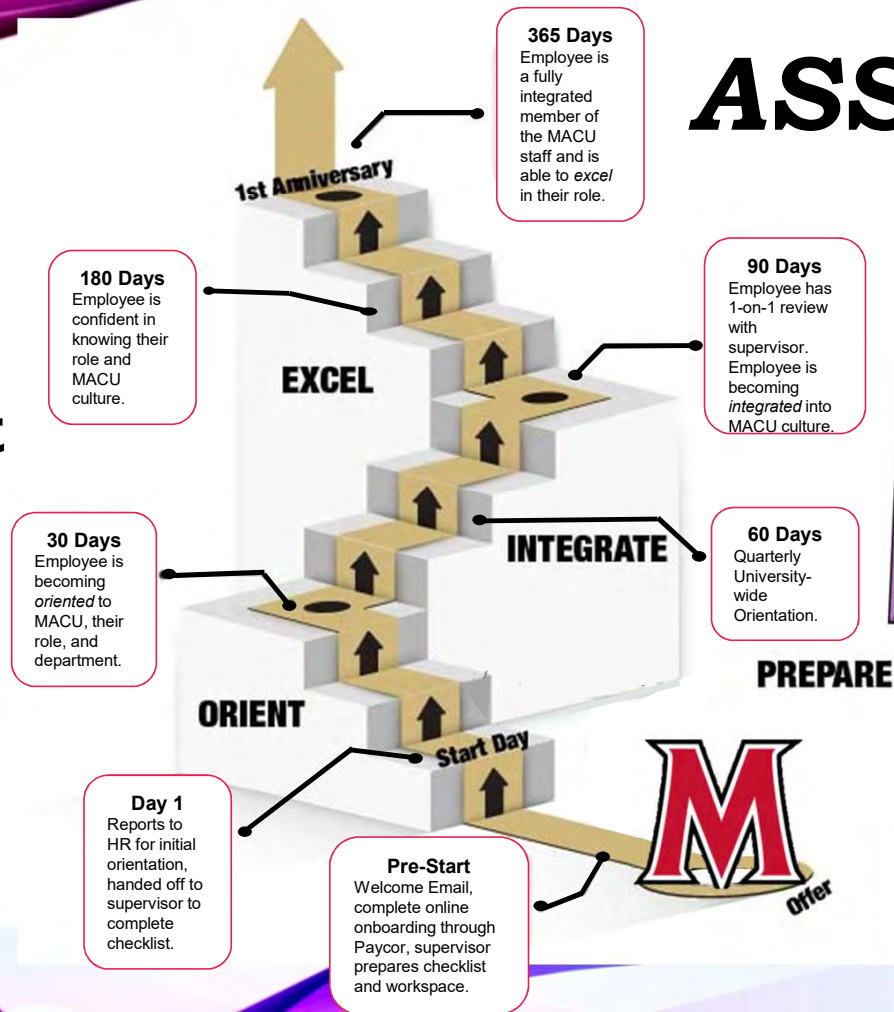 365 Days
Employee is
a fully
integrated
member of
the MACU
staff and is
able to excel
in their role.
ASS
1st Anniversary
180 Days
Employee is
confident in
knowing their
role and
MACU
culture.
90 Days
Employee has
1-on-1 review
with
supervisor.
Employee is
becoming
integrated into
MACU culture.
EXCEL
t
30 Days
Employee is
becoming
oriented to
MACU, their
role, and
department.
INTEGRATE
60 Days
Quarterly
University-
wide
Orientation.
PREPARE
ORIENT
Start Day
M
Offer
Day 1
Reports to
HR for initial
orientation,
handed off to
supervisor to
complete
checklist.
Pre-Start
Welcome Email,
complete online
onboarding through
Paycor, supervisor
prepares checklist
and workspace.